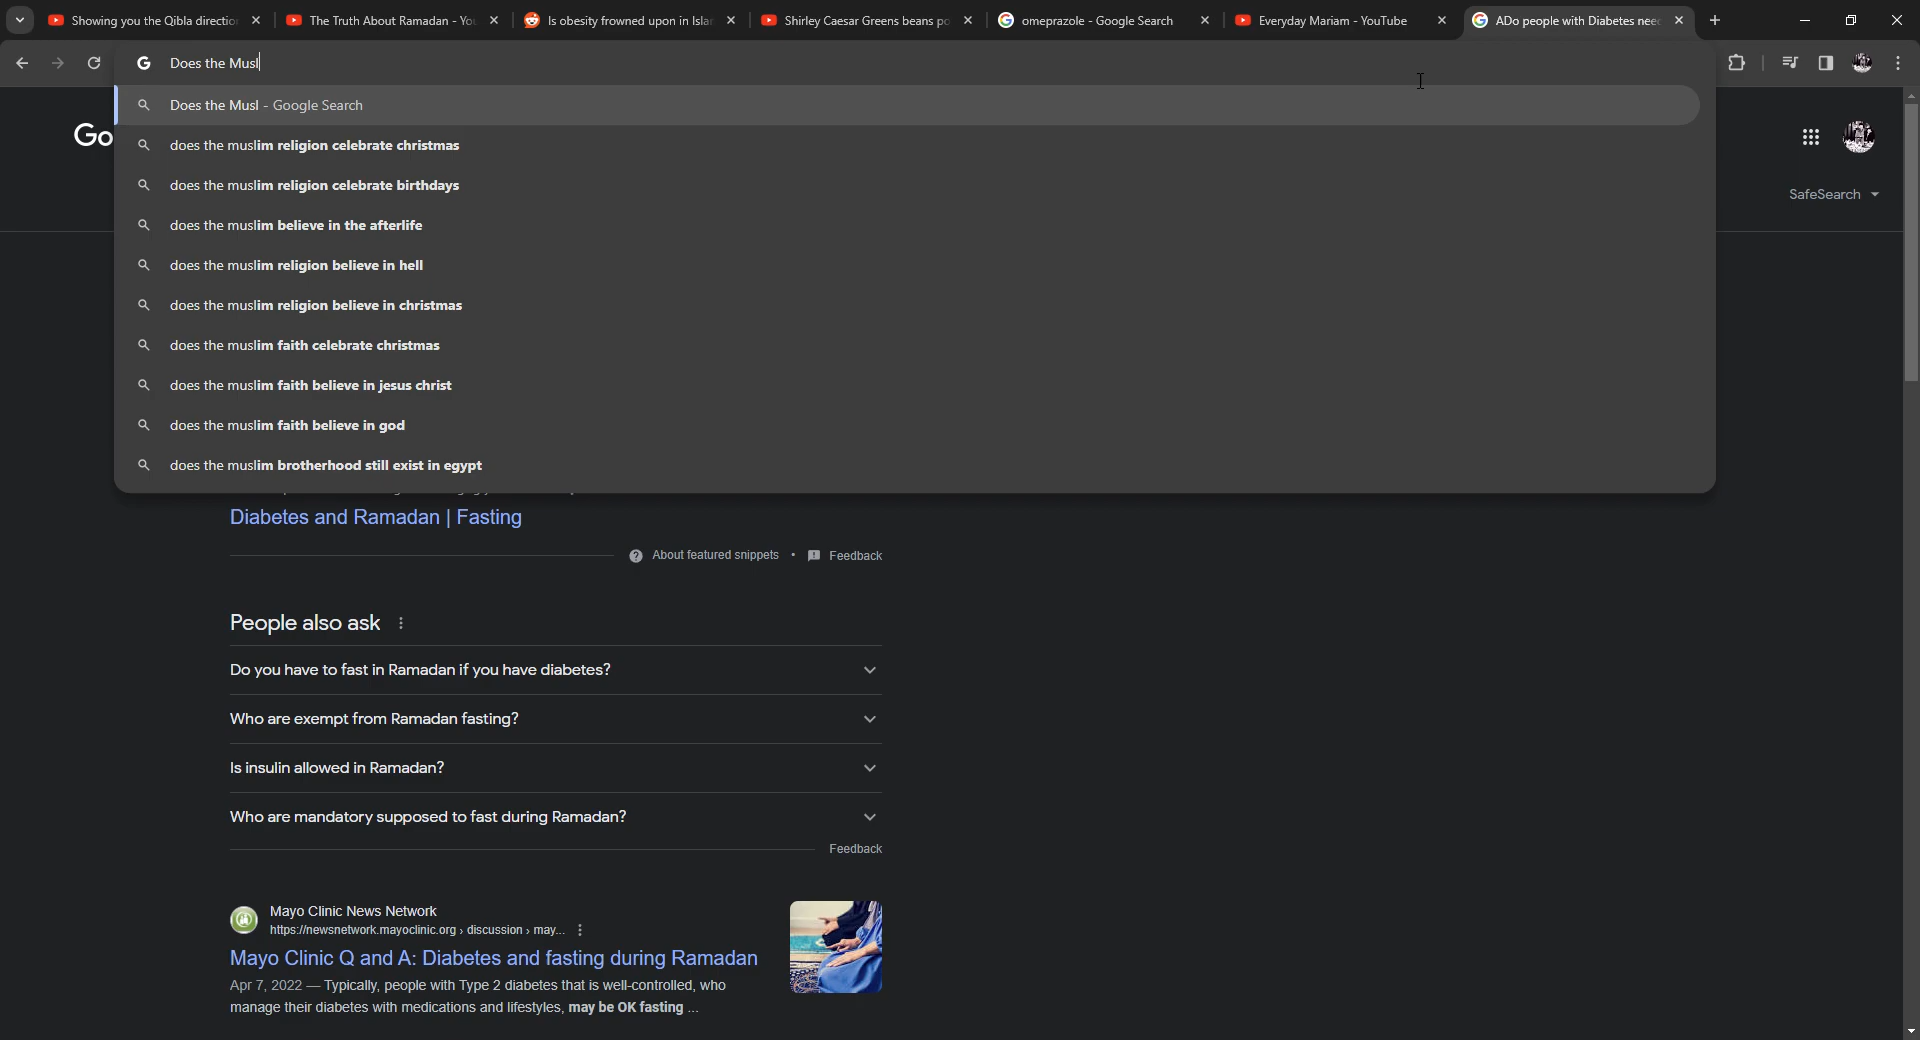 Showing you the Qibla directio
The Truth About Ramadan - You
Is obesity frowned upon in Islam
Shirley Caesar Greens beans po
omeprazole - Google Search
Everyday Mariam - YouTube
ADo people with Diabetes need
Does the Musl
Does the Musl - Google Search
does the muslim religion celebrate christmas
does the muslim religion celebrate birthdays
does the muslim believe in the afterlife
does the muslim religion believe in hell
does the muslim religion believe in christmas
does the muslim faith celebrate christmas
does the muslim faith believe in jesus christ
does the muslim faith believe in god
does the muslim brotherhood still exist in egypt
Go
SafeSearch
Diabetes and Ramadan | Fasting
About featured snippets • Feedback
People also ask
Do you have to fast in Ramadan if you have diabetes?
Who are exempt from Ramadan fasting?
Is insulin allowed in Ramadan?
Who are mandatory supposed to fast during Ramadan?
Feedback
Mayo Clinic News Network
https://newsnetwork.mayoclinic.org › discussion › may...
Mayo Clinic Q and A: Diabetes and fasting during Ramadan
Apr 7, 2022 — Typically, people with Type 2 diabetes that is well-controlled, who
manage their diabetes with medications and lifestyles, may be OK fasting ...